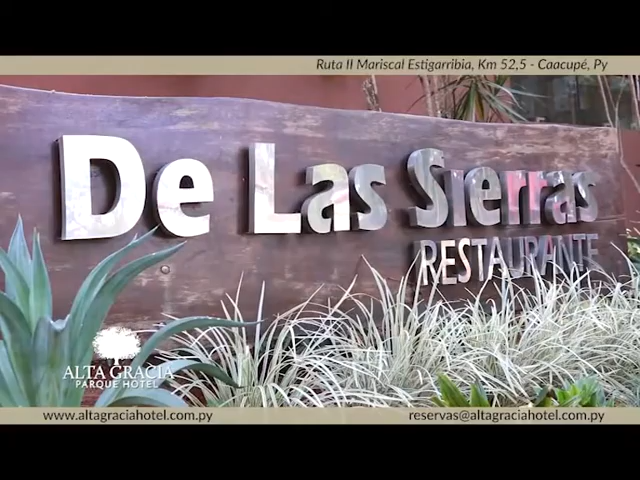 Ruta II Mariscal Estigarribia, Km 52,5 - Caacupé, Py
De Las Sierras
RESTAURANTE
ALTA GRACIA
PARQUE HOTEL
www.altagraciahotel.com.py
reservas@altagraciahotel.com.py